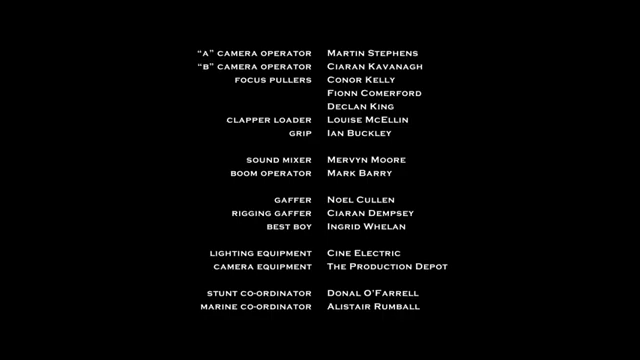 "A" CAMERA OPERATOR MARTIN STEPHENS
"B" CAMERA OPERATOR CIARAN KAVANAGH
FOCUS PULLERS CONOR KELLY
FIONN COMERFORD
DECLAN KING
CLAPPER LOADER LOUISE MCELLIN
GRIP IAN BUCKLEY
SOUND MIXER MERVYN MOORE
BOOM OPERATOR MARK BARRY
GAFFER NOEL CULLEN
RIGGING GAFFER CIARAN DEMPSEY
BEST BOY INGRID WHELAN
LIGHTING EQUIPMENT CINE ELECTRIC
CAMERA EQUIPMENT THE PRODUCTION DEPOT
STUNT CO-ORDINATOR DONAL O'FARRELL
MARINE CO-ORDINATOR ALISTAIR RUMBALL